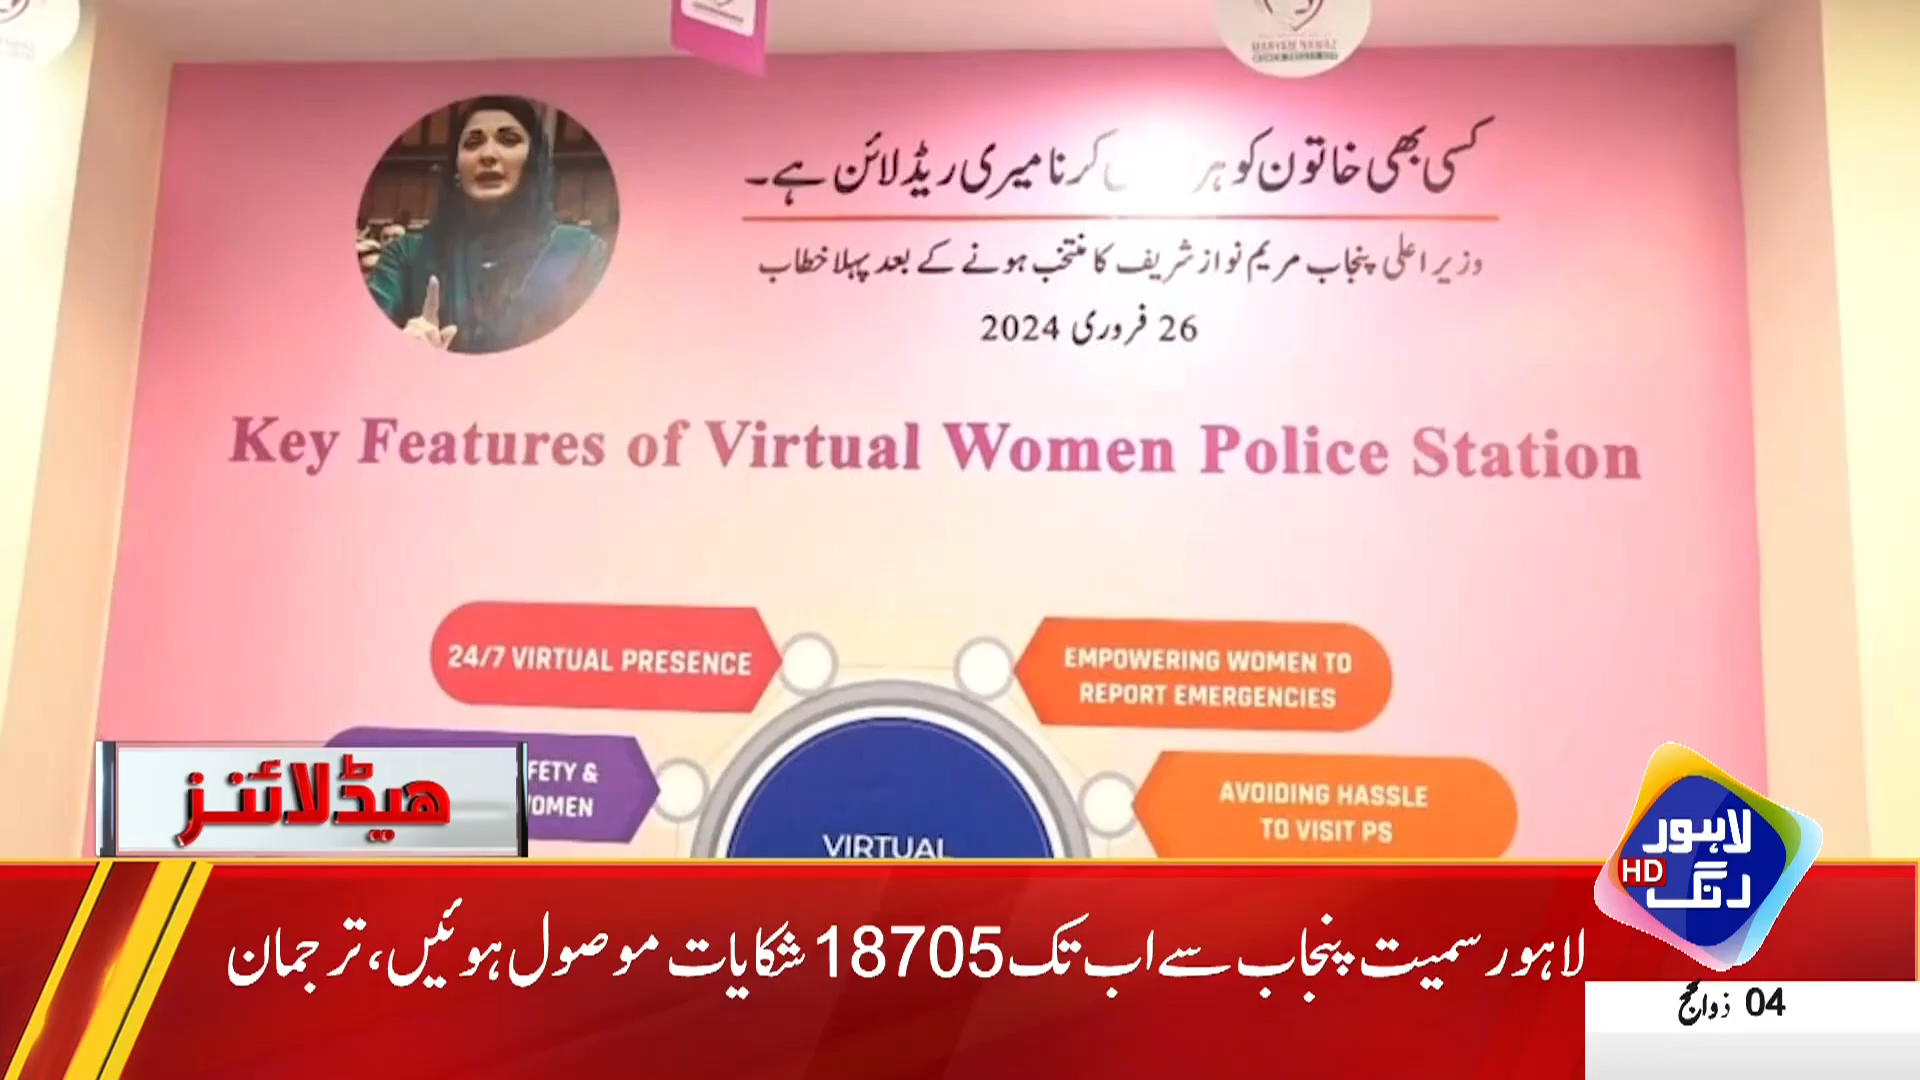 MARYAM NAWAZ
کسی بھی خاتون کو کرنا میری ریڈ لائن ہے۔
وزیر اعلی پنجاب مریم نواز شریف کا منتخب ہونے کے بعد پہلا خطاب
26 فروری 2024
Key Features of Virtual Women Police Station
24/7 VIRTUAL PRESENCE
EMPOWERING WOMEN TO
REPORT EMERGENCIES
FETY &
OMEN
AVOIDING HASSLE
TO VISIT PS
VIRTUAL
ہیڈلائنز
لاہور
رنگ
HD
لاہور سمیت پنجاب سے اب تک 18705 شکایات موصول ہوئیں، ترجمان
04 ذوالحج